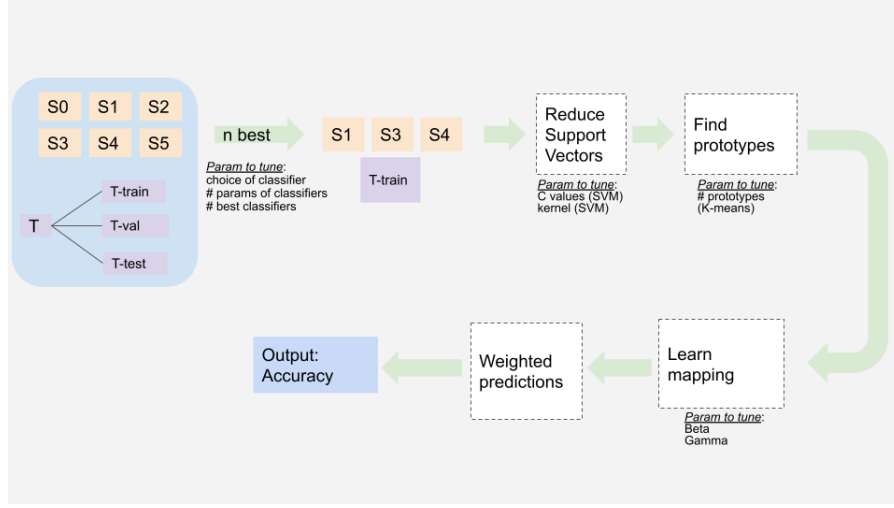 S0 S1 S2
S3 S4 S5
T
T-train
T-val
T-test
n best
Param to tune:
choice of classifier
# params of classifiers
# best classifiers
S1 S3 S4
T-train
Reduce
Support
Vectors
Param to tune:
C values (SVM)
kernel (SVM)
Find
prototypes
Param to tune:
# prototypes
(K-means)
Learn
mapping
Param to tune:
Beta
Gamma
Weighted
predictions
Output:
Accuracy